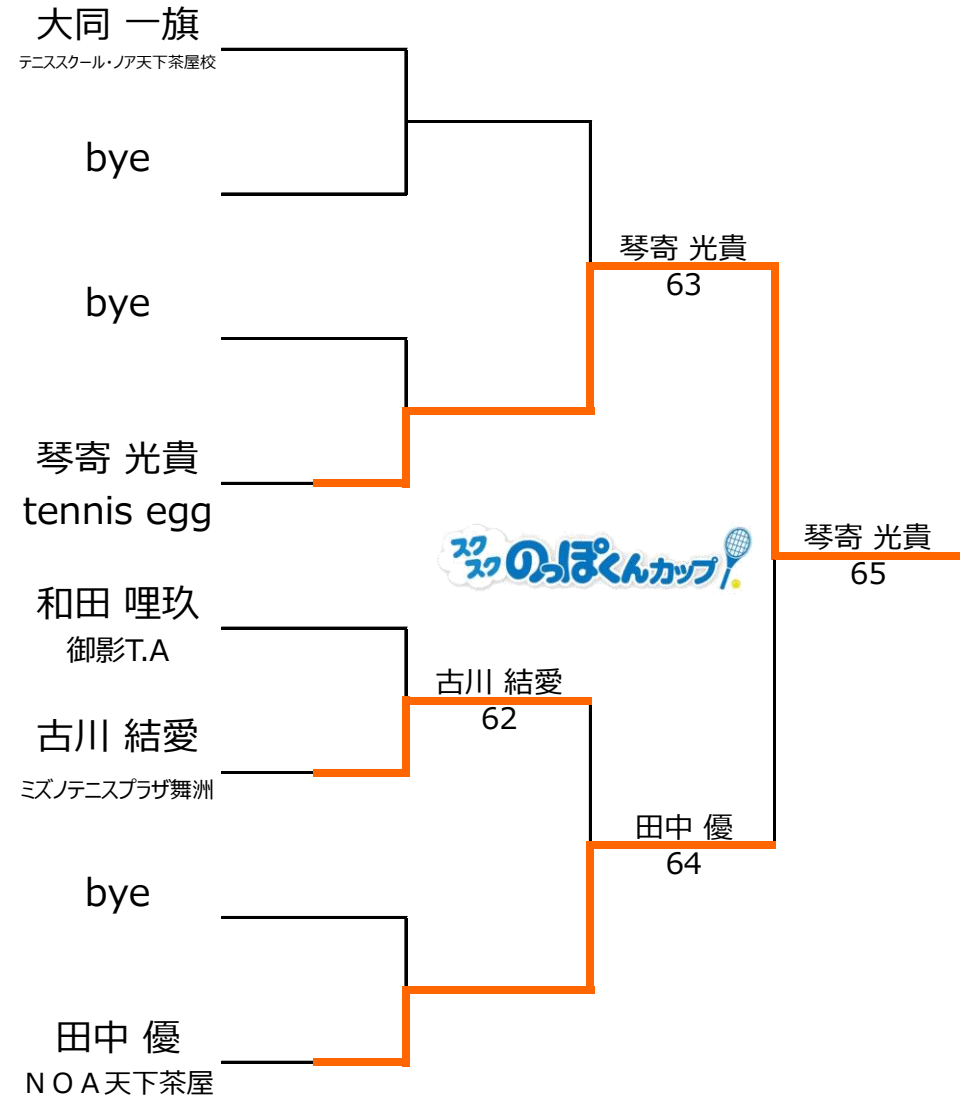 大同 一旗
テニススクール・ノア天下茶屋校
bye
bye
琴寄 光貴
63
琴寄 光貴
tennis egg
スクスク のっぽくんカップ
琴寄 光貴
65
和田 哩玖
御影T.A
古川 結愛
62
古川 結愛
ミズノテニスプラザ舞洲
田中 優
64
bye
田中 優
ＮＯＡ天下茶屋